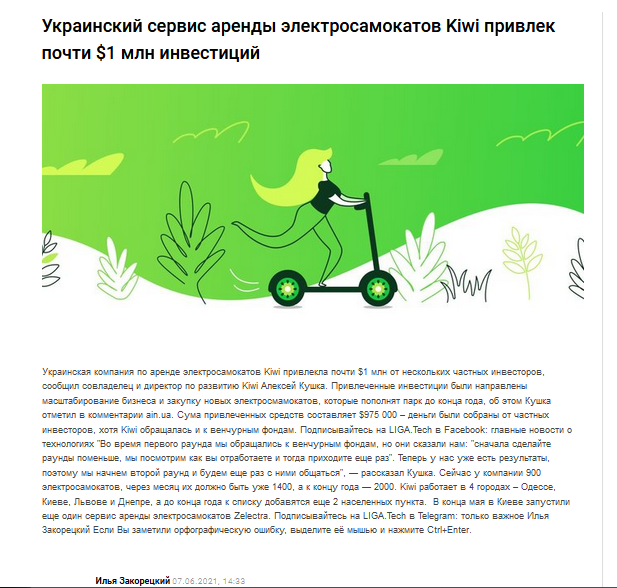 Украинский сервис аренды электросамокатов Kiwi привлек
почти $1 млн инвестиций
Украинская компания по аренде электросамокатов Kiwi привлекла почти $1 млн от нескольких частных инвесторов,
сообщил совладелец и директор по развитию Kiwi Алексей Кушка. Привлеченные инвестиции были направлены
масштабирование бизнеса и закупку новых электросмамокатов, которые пополнят парк до конца года, об этом Кушка
отметил в комментарии ain.ua. Сума привлеченных средств составляет $975 000 – деньги были собраны от частных
инвесторов, хотя Kiwi обращалась и к венчурным фондам. Подписывайтесь на LIGA.Tech в Facebook: главные новости о
технологиях "Во время первого раунда мы обращались к венчурным фондам, но они сказали нам: "сначала сделайте
раунды поменьше, мы посмотрим как вы отработаете и тогда приходите еще раз". Теперь у нас уже есть результаты,
поэтому мы начнем второй раунд и будем еще раз с ними общаться", — рассказал Кушка. Сейчас у компании 900
электросамокатов, через месяц их должно быть уже 1400, а к концу года — 2000. Kiwi работает в 4 городах – Одессе,
Киеве, Львове и Днепре, а до конца года к списку добавятся еще 2 населенных пункта. В конца мая в Киеве запустили
еще один сервис аренды электосамокатов Zelectra. Подписывайтесь на LIGA.Tech в Telegram: только важное Илья
Закорецкий Если Вы заметили орфографическую ошибку, выделите её мышью и нажмите Ctrl+Enter.
Илья Закорецкий 07.06.2021, 14:33